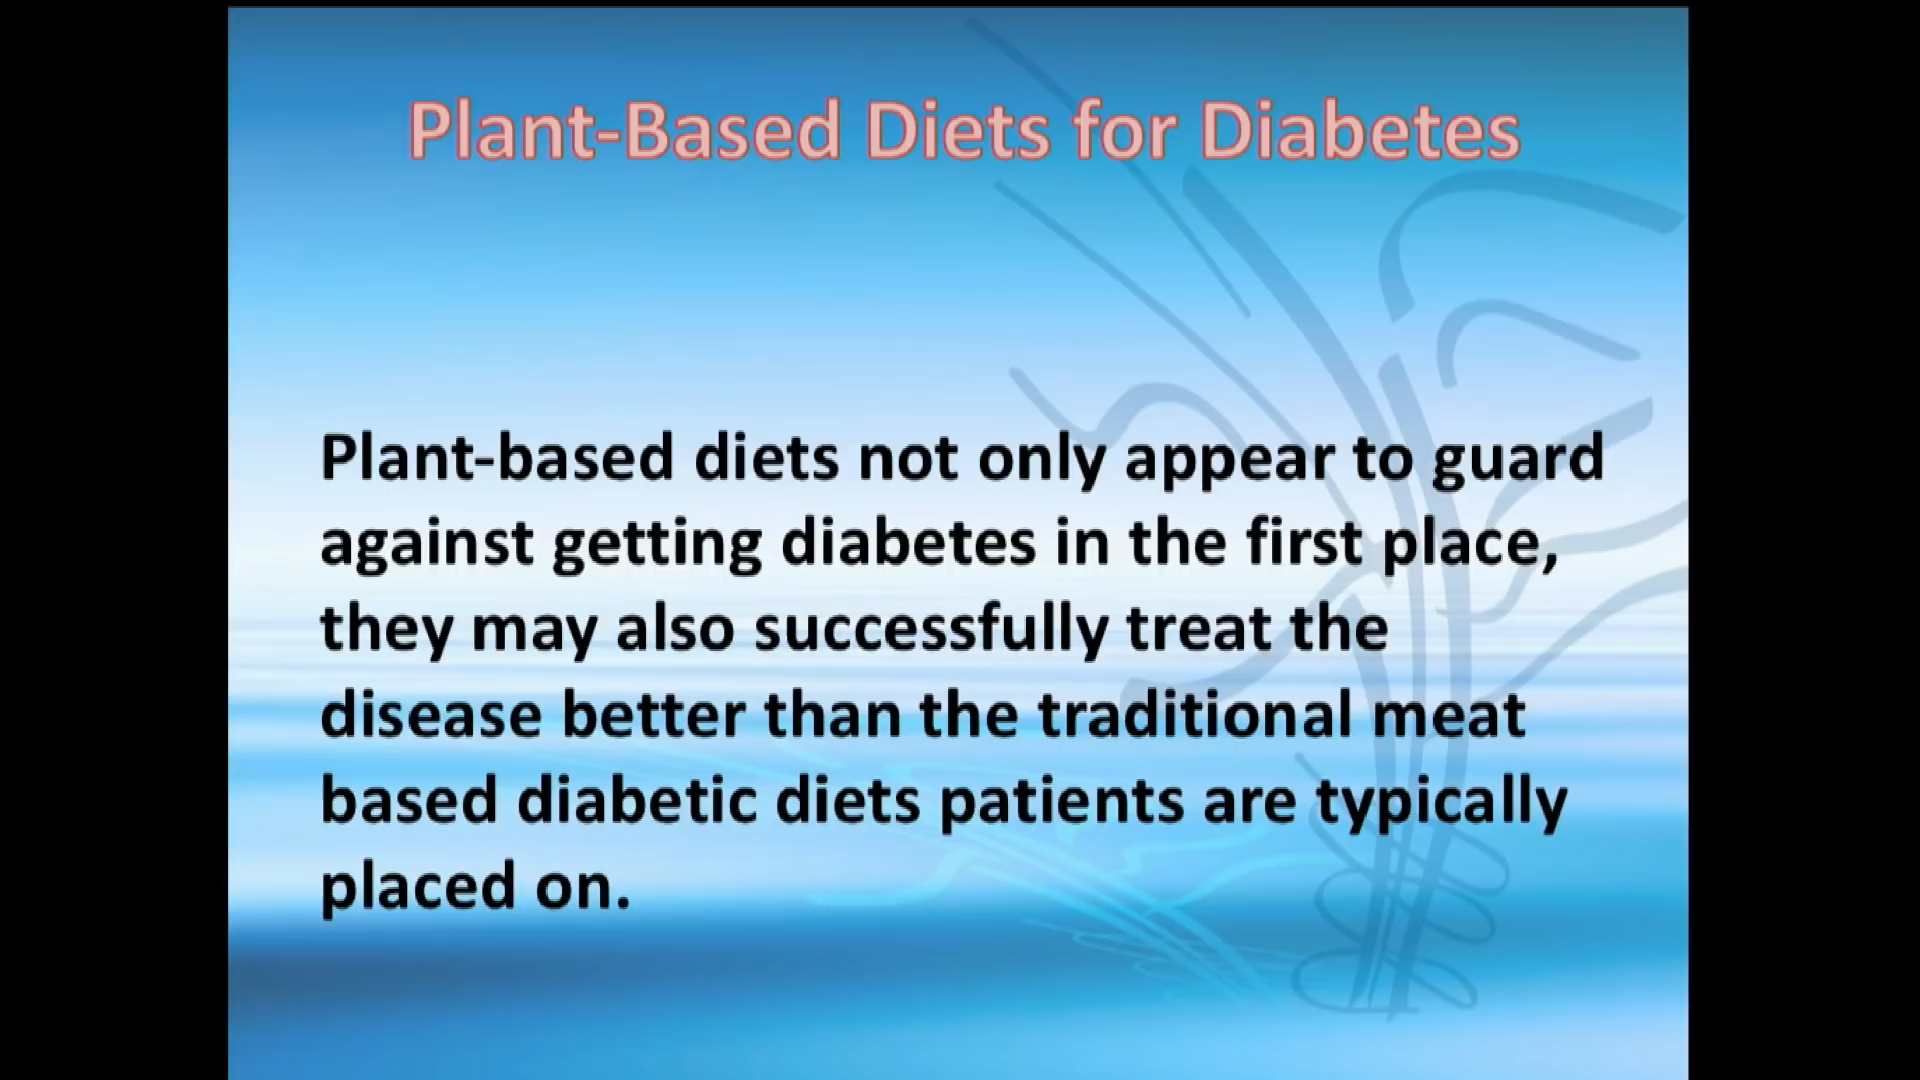 Plant-Based Diets for Diabetes
Plant-based diets not only appear to guard
against getting diabetes in the first place,
they may also successfully treat the
disease better than the traditional meat
based diabetic diets patients are typically
placed on.